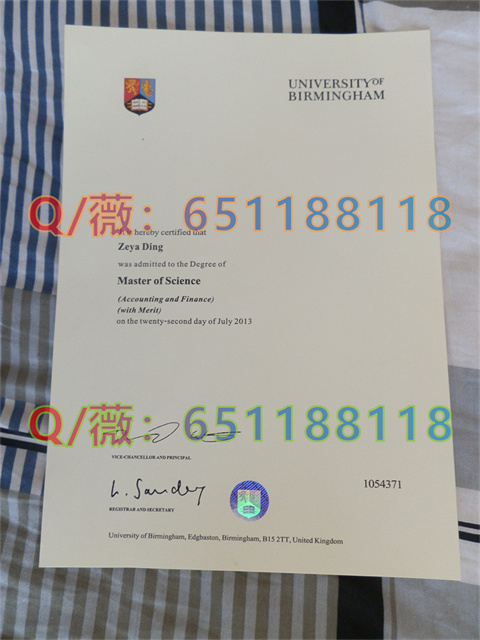 UNIVERSITY OF
BIRMINGHAM
Q/薇：651188118
hereby certified that
Zeya Ding
was admitted to the Degree of
Master of Science
(Accounting and Finance)
(with Merit)
on the twenty-second day of July 2013
Q/薇：651188118
VICE-CHANCELLOR AND PRINCIPAL
L. Sandey
1054371
REGISTRAR AND SECRETARY
University of Birmingham, Edgbaston, Birmingham, B15 2TT, United Kingdom